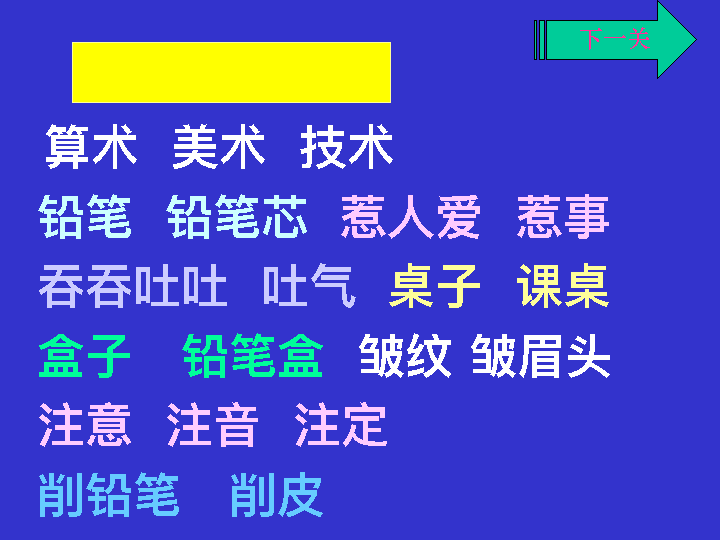 下一关
算术 美术 技术
铅笔 铅笔芯 惹人爱 惹事
吞吞吐吐 吐气 桌子 课桌
盒子 铅笔盒 皱纹 皱眉头
注意 注音 注定
削铅笔 削皮